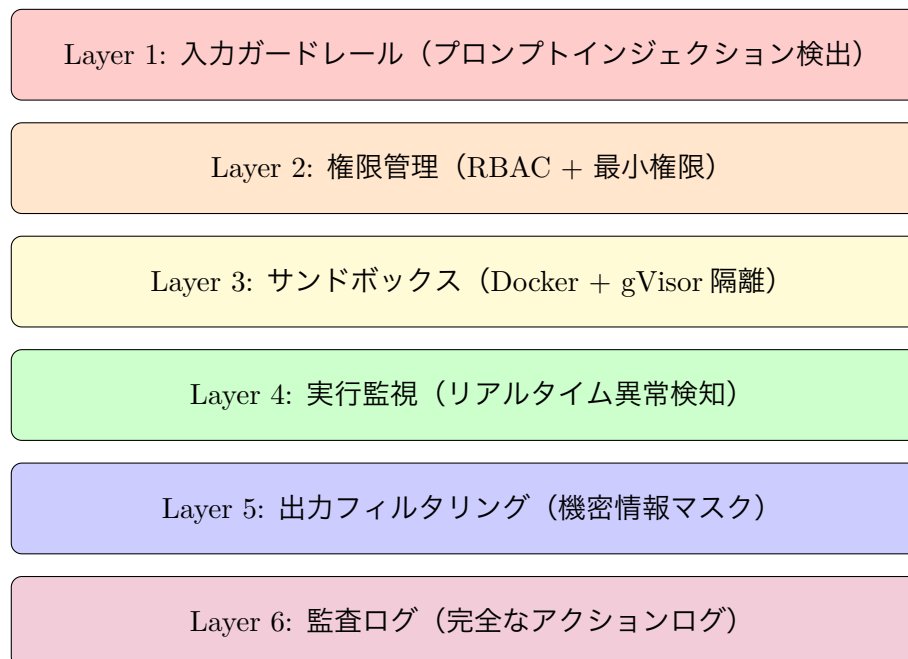 Layer 1: 入力ガードレール（プロンプトインジェクション検出）
Layer 2: 権限管理（RBAC + 最小権限）
Layer 3: サンドボックス（Docker + gVisor 隔離）
Layer 4: 実行監視（リアルタイム異常検知）
Layer 5: 出力フィルタリング（機密情報マスク）
Layer 6: 監査ログ（完全なアクションログ）